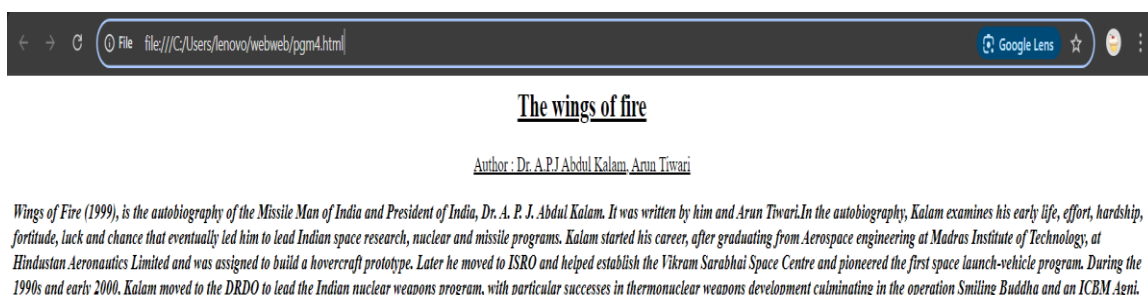 File file:///C:/Users/lenovo/webweb/pgm4.html Google Lens
The wings of fire
Author : Dr. A.P.J Abdul Kalam, Arun Tiwari
Wings of Fire (1999), is the autobiography of the Missile Man of India and President of India, Dr. A. P. J. Abdul Kalam. It was written by him and Arun Tiwari.In the autobiography, Kalam examines his early life, effort, hardship,
fortitude, luck and chance that eventually led him to lead Indian space research, nuclear and missile programs. Kalam started his career, after graduating from Aerospace engineering at Madras Institute of Technology, at
Hindustan Aeronautics Limited and was assigned to build a hovercraft prototype. Later he moved to ISRO and helped establish the Vikram Sarabhai Space Centre and pioneered the first space launch-vehicle program. During the
1990s and early 2000, Kalam moved to the DRDO to lead the Indian nuclear weapons program, with particular successes in thermonuclear weapons development culminating in the operation Smiling Buddha and an ICBM Agni.